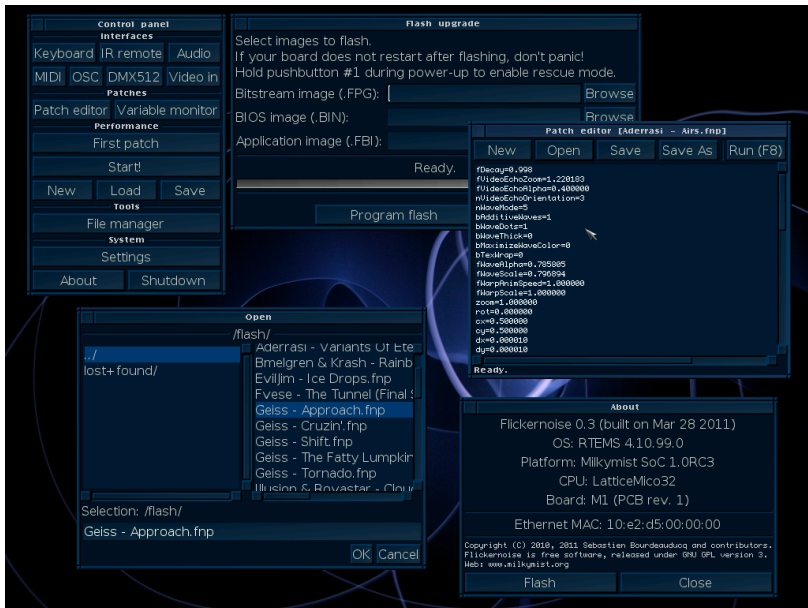 Control panel
Interfaces
Keyboard IR remote Audio
MIDI OSC DMX512 Video in
Patches
Patch editor Variable monitor
Performance
First patch
Start!
New Load Save
Tools
File manager
System
Settings
About Shutdown
Flash upgrade
Select images to flash.
If your board does not restart after flashing, don't panic!
Hold pushbutton #1 during power-up to enable rescue mode.
Bitstream image (.FPG): Browse
BIOS image (.BIN): Browse
Application image (.FBI):
Ready.
Program flash
Patch editor [Aderrasi - Airs.fnp]
New Open Save Save As Run (F8)
fDecay=0.998
fVideoEchoZoom=1.220183
fVideoEchoAlpha=0.400000
nVideoEchoOrientation=3
nWaveMode=5
bAdditiveWaves=1
bWaveDots=1
bWaveThick=0
bMaximizeWaveColor=0
bTexWrap=0
fWaveAlpha=0.785805
fWaveScale=0.796894
fWarpAnimSpeed=1.000000
fWarpScale=1.000000
zoom=1.000000
rot=0.000000
cx=0.500000
cy=0.500000
dx=0.000010
dy=0.000010
Ready.
Open
/flash/
../
lost+found/
Aderrasi - Variants Of Ete
Bmelgren & Krash - Rainb
EvilJim - Ice Drops.fnp
Fvese - The Tunnel (Final S
Geiss - Approach.fnp
Geiss - Cruzin'.fnp
Geiss - Shift.fnp
Geiss - The Fatty Lumpkin
Geiss - Tornado.fnp
Illusion & Rovastar - Clou
Selection: /flash/
Geiss - Approach.fnp
OK Cancel
About
Flickernoise 0.3 (built on Mar 28 2011)
OS: RTEMS 4.10.99.0
Platform: Milkymist SoC 1.0RC3
CPU: LatticeMico32
Board: M1 (PCB rev. 1)
Ethernet MAC: 10:e2:d5:00:00:00
Copyright (C) 2010, 2011 Sebastien Bourdeauducq and contributors.
Flickernoise is free software, released under GNU GPL version 3.
Web: www.milkymist.org
Flash Close